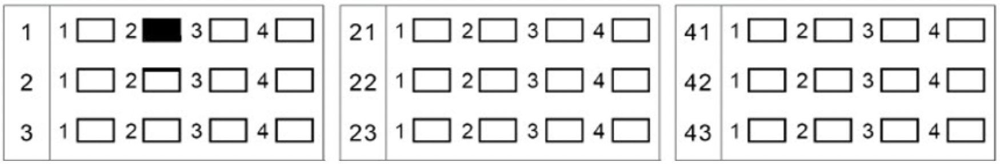 1 1 2 3 4
2 1 2 3 4
3 1 2 3 4
21 1 2 3 4
22 1 2 3 4
23 1 2 3 4
41 1 2 3 4
42 1 2 3 4
43 1 2 3 4